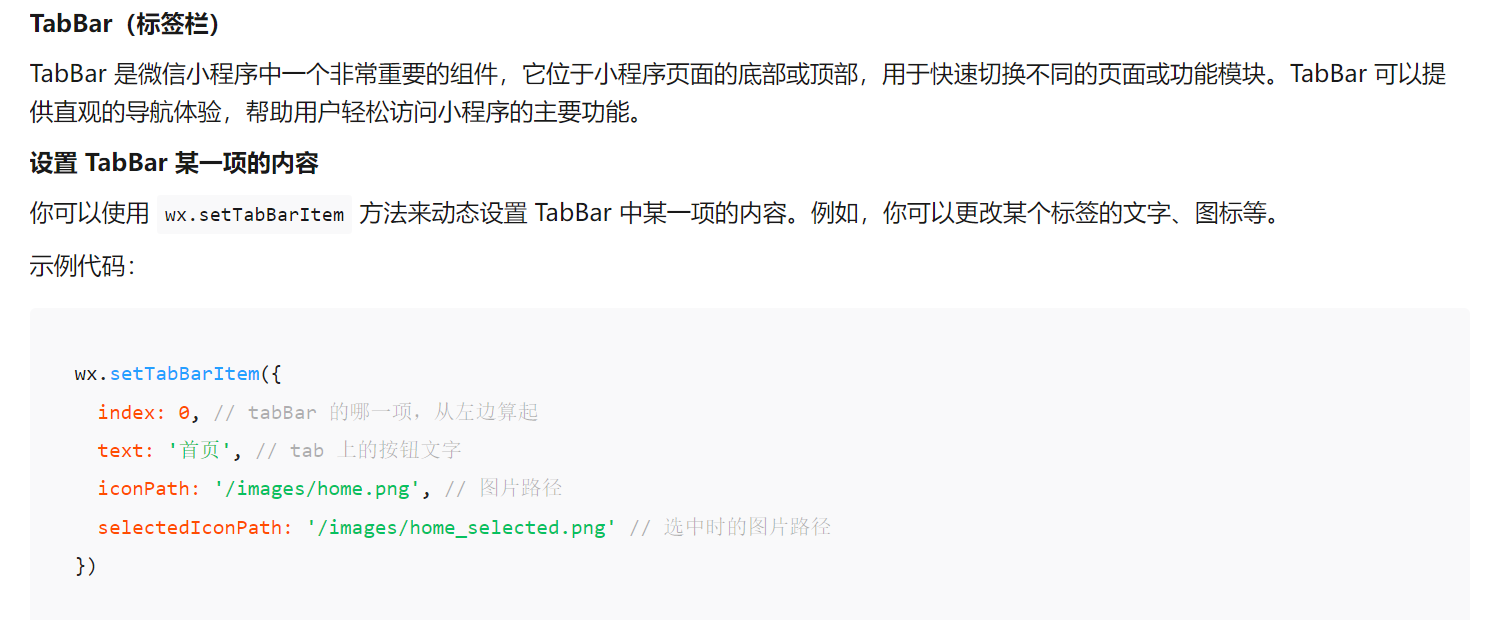 TabBar（标签栏）
TabBar 是微信小程序中一个非常重要的组件，它位于小程序页面的底部或顶部，用于快速切换不同的页面或功能模块。TabBar 可以提
供直观的导航体验，帮助用户轻松访问小程序的主要功能。
设置 TabBar 某一项的内容
你可以使用 wx.setTabBarItem 方法来动态设置 TabBar 中某一项的内容。例如，你可以更改某个标签的文字、图标等。
示例代码：
wx.setTabBarItem({
  index: 0, // tabBar 的哪一项，从左边算起
  text: '首页', // tab 上的按钮文字
  iconPath: '/images/home.png', // 图片路径
  selectedIconPath: '/images/home_selected.png' // 选中时的图片路径
})